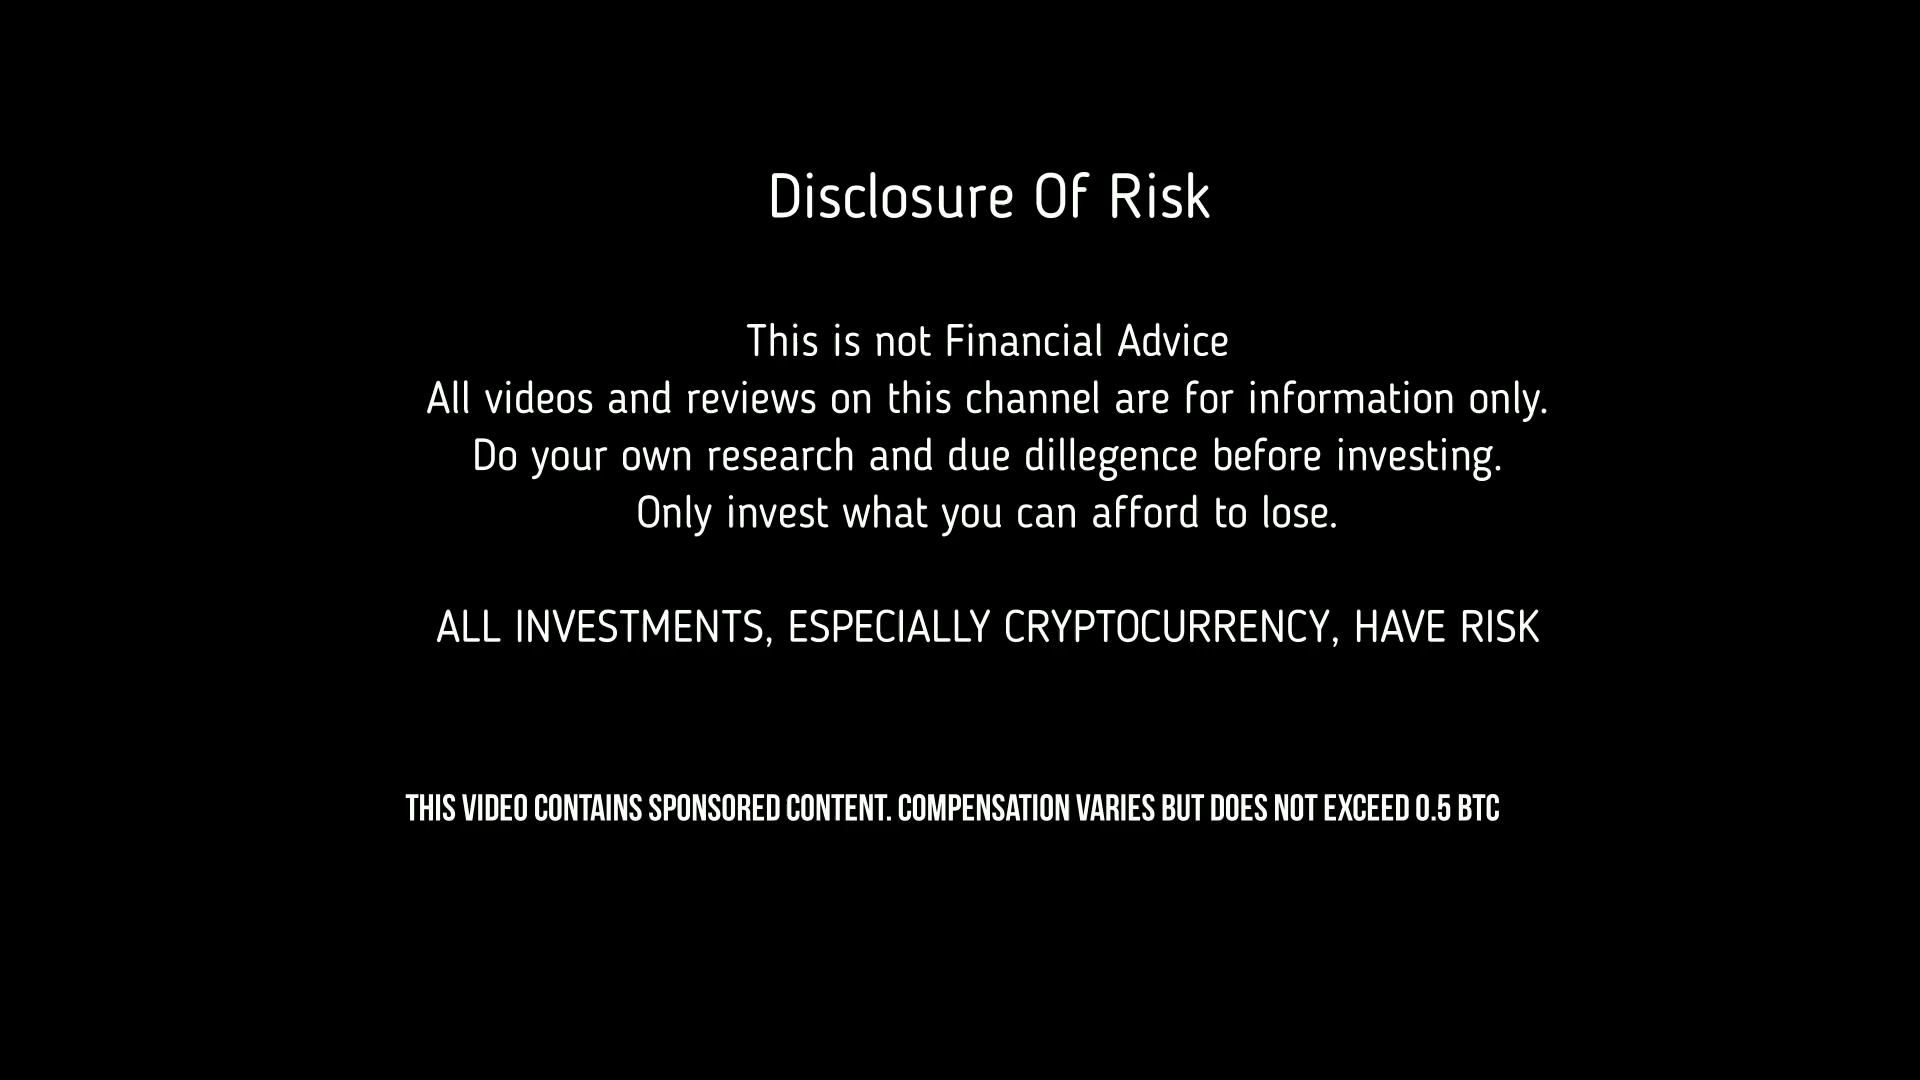 Disclosure Of Risk
This is not Financial Advice
All videos and reviews on this channel are for information only.
Do your own research and due dillegence before investing.
Only invest what you can afford to lose.
ALL INVESTMENTS, ESPECIALLY CRYPTOCURRENCY, HAVE RISK
THIS VIDEO CONTAINS SPONSORED CONTENT. COMPENSATION VARIES BUT DOES NOT EXCEED 0.5 BTC